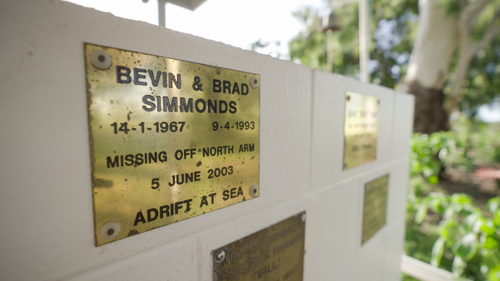 BEVIN & BRAD
SIMMONDS
14-1-1967 9-4-1993
MISSING OFF NORTH ARM
5 JUNE 2003
ADRIFT AT SEA